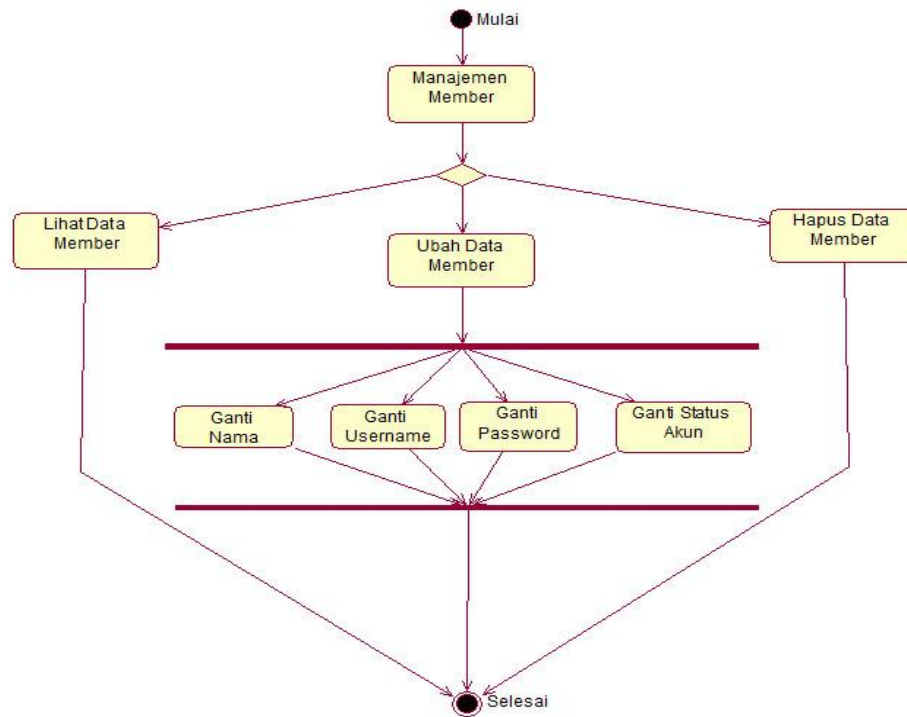 Mulai
Manajemen
Member
Lihat Data
Member
Ubah Data
Member
Hapus Data
Member
Ganti
Nama
Ganti
Username
Ganti
Password
Ganti Status
Akun
Selesai